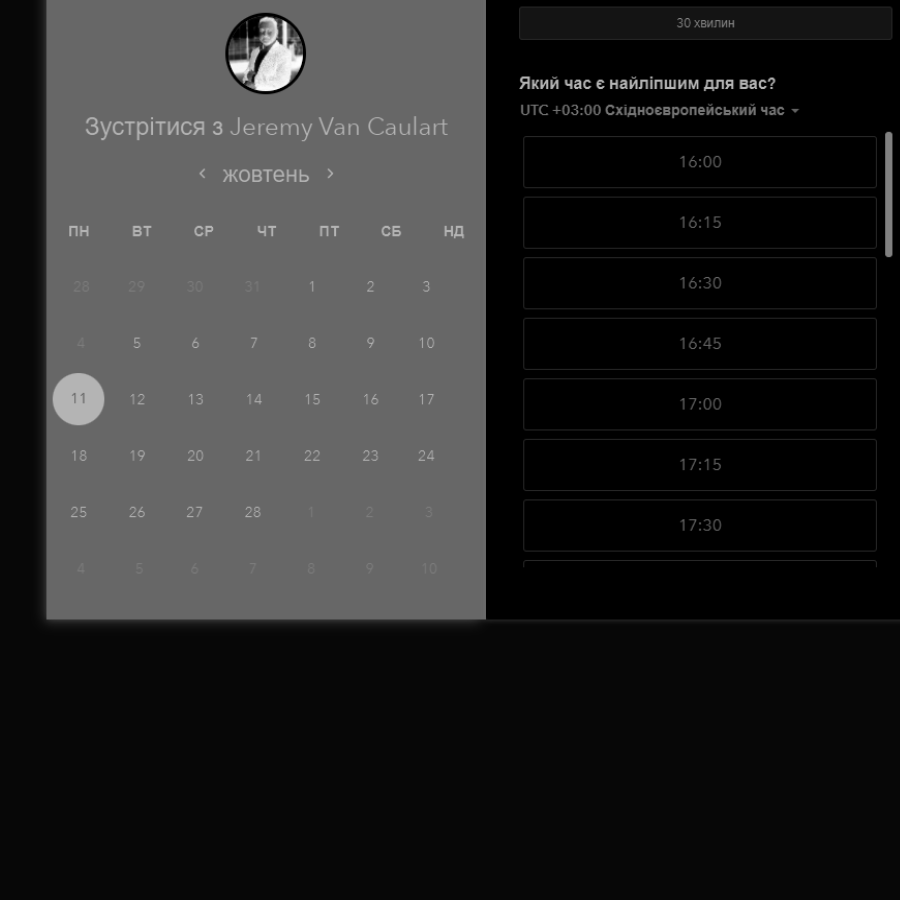 Зустрітися з Jeremy Van Caulart
жовтень
ПН ВТ СР ЧТ ПТ СБ НД
28 29 30 31 1 2 3
4 5 6 7 8 9 10
11 12 13 14 15 16 17
18 19 20 21 22 23 24
25 26 27 28 1 2 3
4 5 6 7 8 9 10
30 хвилин
Який час є найліпшим для вас?
UTC +03:00 Східноєвропейський час
16:00
16:15
16:30
16:45
17:00
17:15
17:30